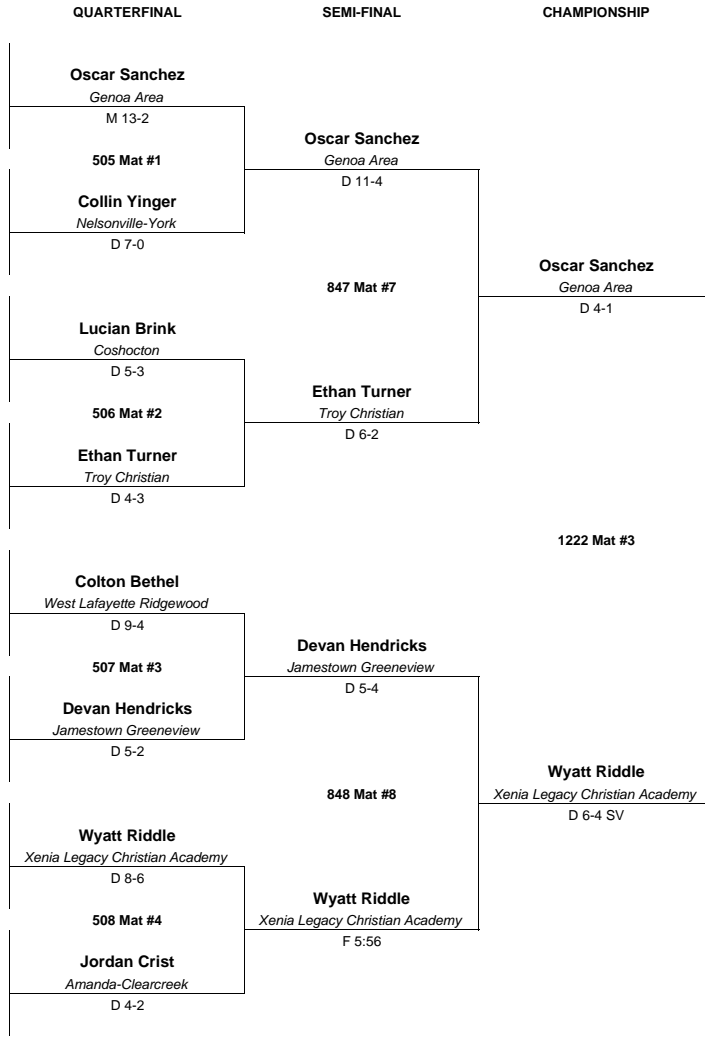 QUARTERFINAL
SEMI-FINAL
CHAMPIONSHIP
Oscar Sanchez
Genoa Area
M 13-2
505 Mat #1
Collin Yinger
Nelsonville-York
D 7-0
Lucian Brink
Coshocton
D 5-3
506 Mat #2
Ethan Turner
Troy Christian
D 4-3
Colton Bethel
West Lafayette Ridgewood
D 9-4
507 Mat #3
Devan Hendricks
Jamestown Greeneview
D 5-2
Wyatt Riddle
Xenia Legacy Christian Academy
D 8-6
508 Mat #4
Jordan Crist
Amanda-Clearcreek
D 4-2
Oscar Sanchez
Genoa Area
D 11-4
847 Mat #7
Ethan Turner
Troy Christian
D 6-2
Devan Hendricks
Jamestown Greeneview
D 5-4
848 Mat #8
Wyatt Riddle
Xenia Legacy Christian Academy
F 5:56
Oscar Sanchez
Genoa Area
D 4-1
1222 Mat #3
Wyatt Riddle
Xenia Legacy Christian Academy
D 6-4 SV